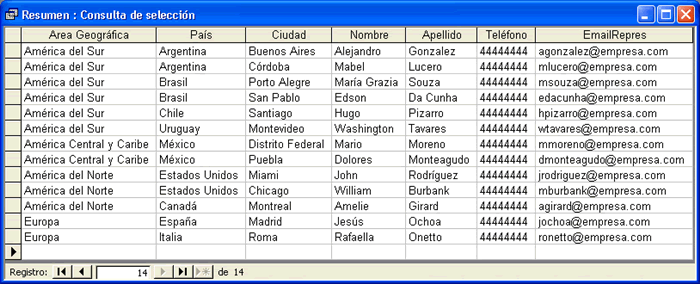 Resumen : Consulta de selección
Area Geográfica País Ciudad Nombre Apellido Teléfono EmailRepres
América del Sur Argentina Buenos Aires Alejandro Gonzalez 44444444 agonzalez@empresa.com
América del Sur Argentina Córdoba Mabel Lucero 44444444 mlucero@empresa.com
América del Sur Brasil Porto Alegre María Grazia Souza 44444444 msouza@empresa.com
América del Sur Brasil San Pablo Edson Da Cunha 44444444 edacunha@empresa.com
América del Sur Chile Santiago Hugo Pizarro 44444444 hpizarro@empresa.com
América del Sur Uruguay Montevideo Washington Tavares 44444444 wtavares@empresa.com
América Central y Caribe México Distrito Federal Mario Moreno 44444444 mmoreno@empresa.com
América Central y Caribe México Puebla Dolores Monteagudo 44444444 dmonteagudo@empresa.com
América del Norte Estados Unidos Miami John Rodríguez 44444444 jrodriguez@empresa.com
América del Norte Estados Unidos Chicago William Burbank 44444444 mburbank@empresa.com
América del Norte Canadá Montreal Amelie Girard 44444444 agirard@empresa.com
Europa España Madrid Jesús Ochoa 44444444 jochoa@empresa.com
Europa Italia Roma Rafaella Onetto 44444444 ronetto@empresa.com
Registro: 14 de 14